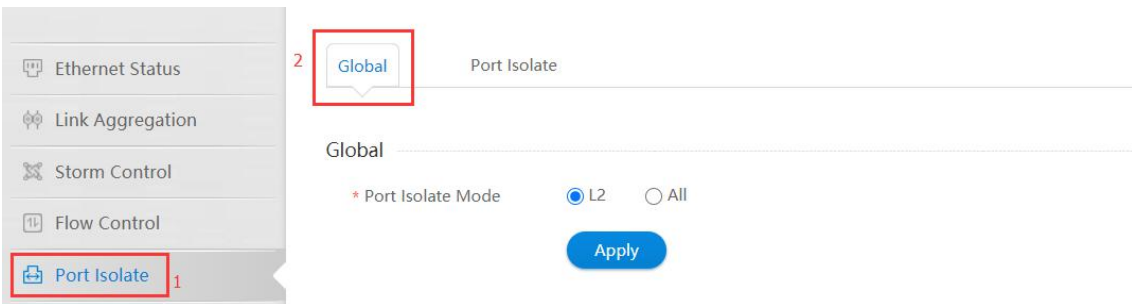 Ethernet Status
Link Aggregation
Storm Control
Flow Control
Port Isolate 1
2 Global Port Isolate
Global
* Port Isolate Mode L2 All
Apply